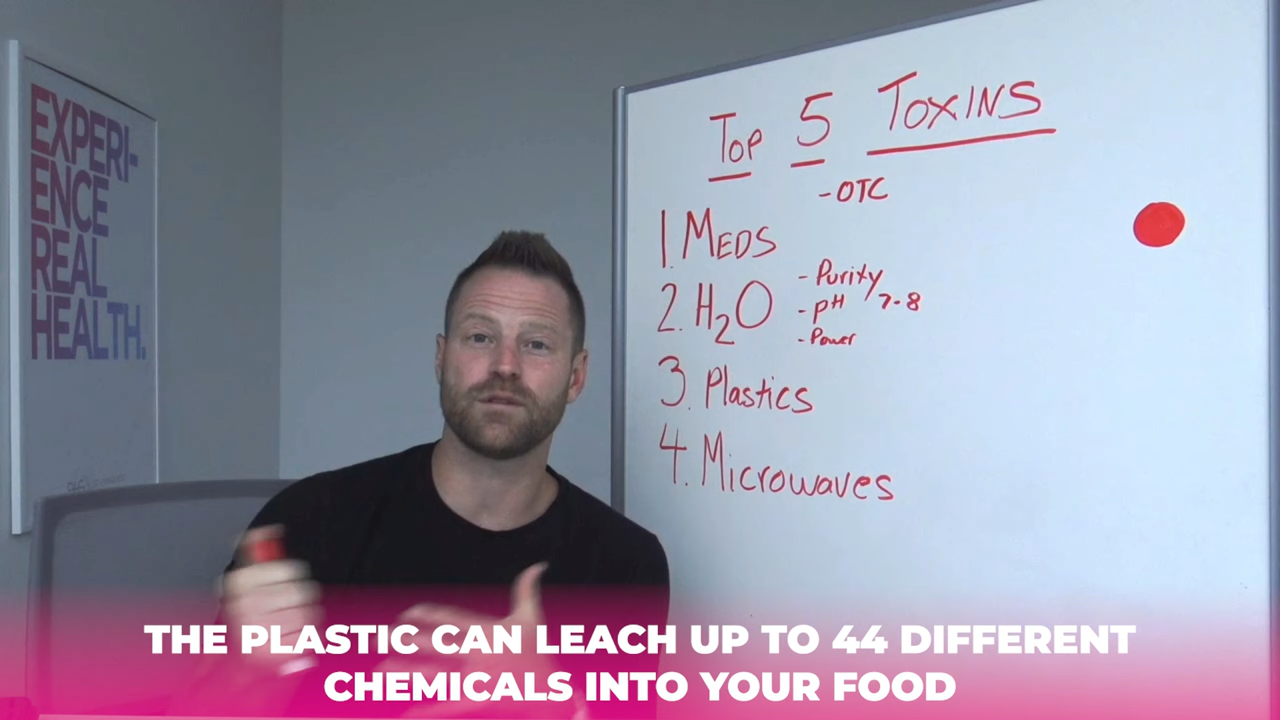 EXPERI-
ENCE
REAL
HEALTH.
TOP 5 TOXINS
- OTC
1. MEDS
2. H2O
- Purity
- pH 7-8
- Power
3. Plastics
4. Microwaves
THE PLASTIC CAN LEACH UP TO 44 DIFFERENT
CHEMICALS INTO YOUR FOOD